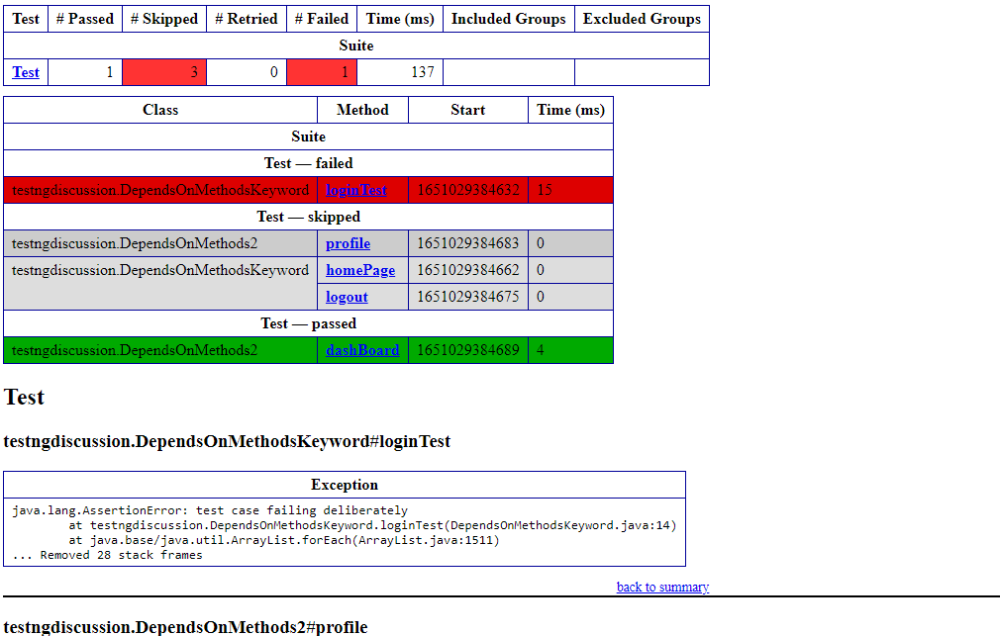 Test # Passed # Skipped # Retried # Failed Time (ms) Included Groups Excluded Groups
Suite
Test 1 3 0 1 137
Class Method Start Time (ms)
Suite
Test — failed
testngdiscussion.DependsOnMethodsKeyword loginTest 1651029384632 15
Test — skipped
testngdiscussion.DependsOnMethods2 profile 1651029384683 0
testngdiscussion.DependsOnMethodsKeyword homePage 1651029384662 0
logout 1651029384675 0
Test — passed
testngdiscussion.DependsOnMethods2 dashBoard 1651029384689 4
Test
testngdiscussion.DependsOnMethodsKeyword#loginTest
Exception
java.lang.AssertionError: test case failing deliberately
at testngdiscussion.DependsOnMethodsKeyword.loginTest(DependsOnMethodsKeyword.java:14)
at java.base/java.util.ArrayList.forEach(ArrayList.java:1511)
... Removed 28 stack frames
back to summary
testngdiscussion.DependsOnMethods2#profile